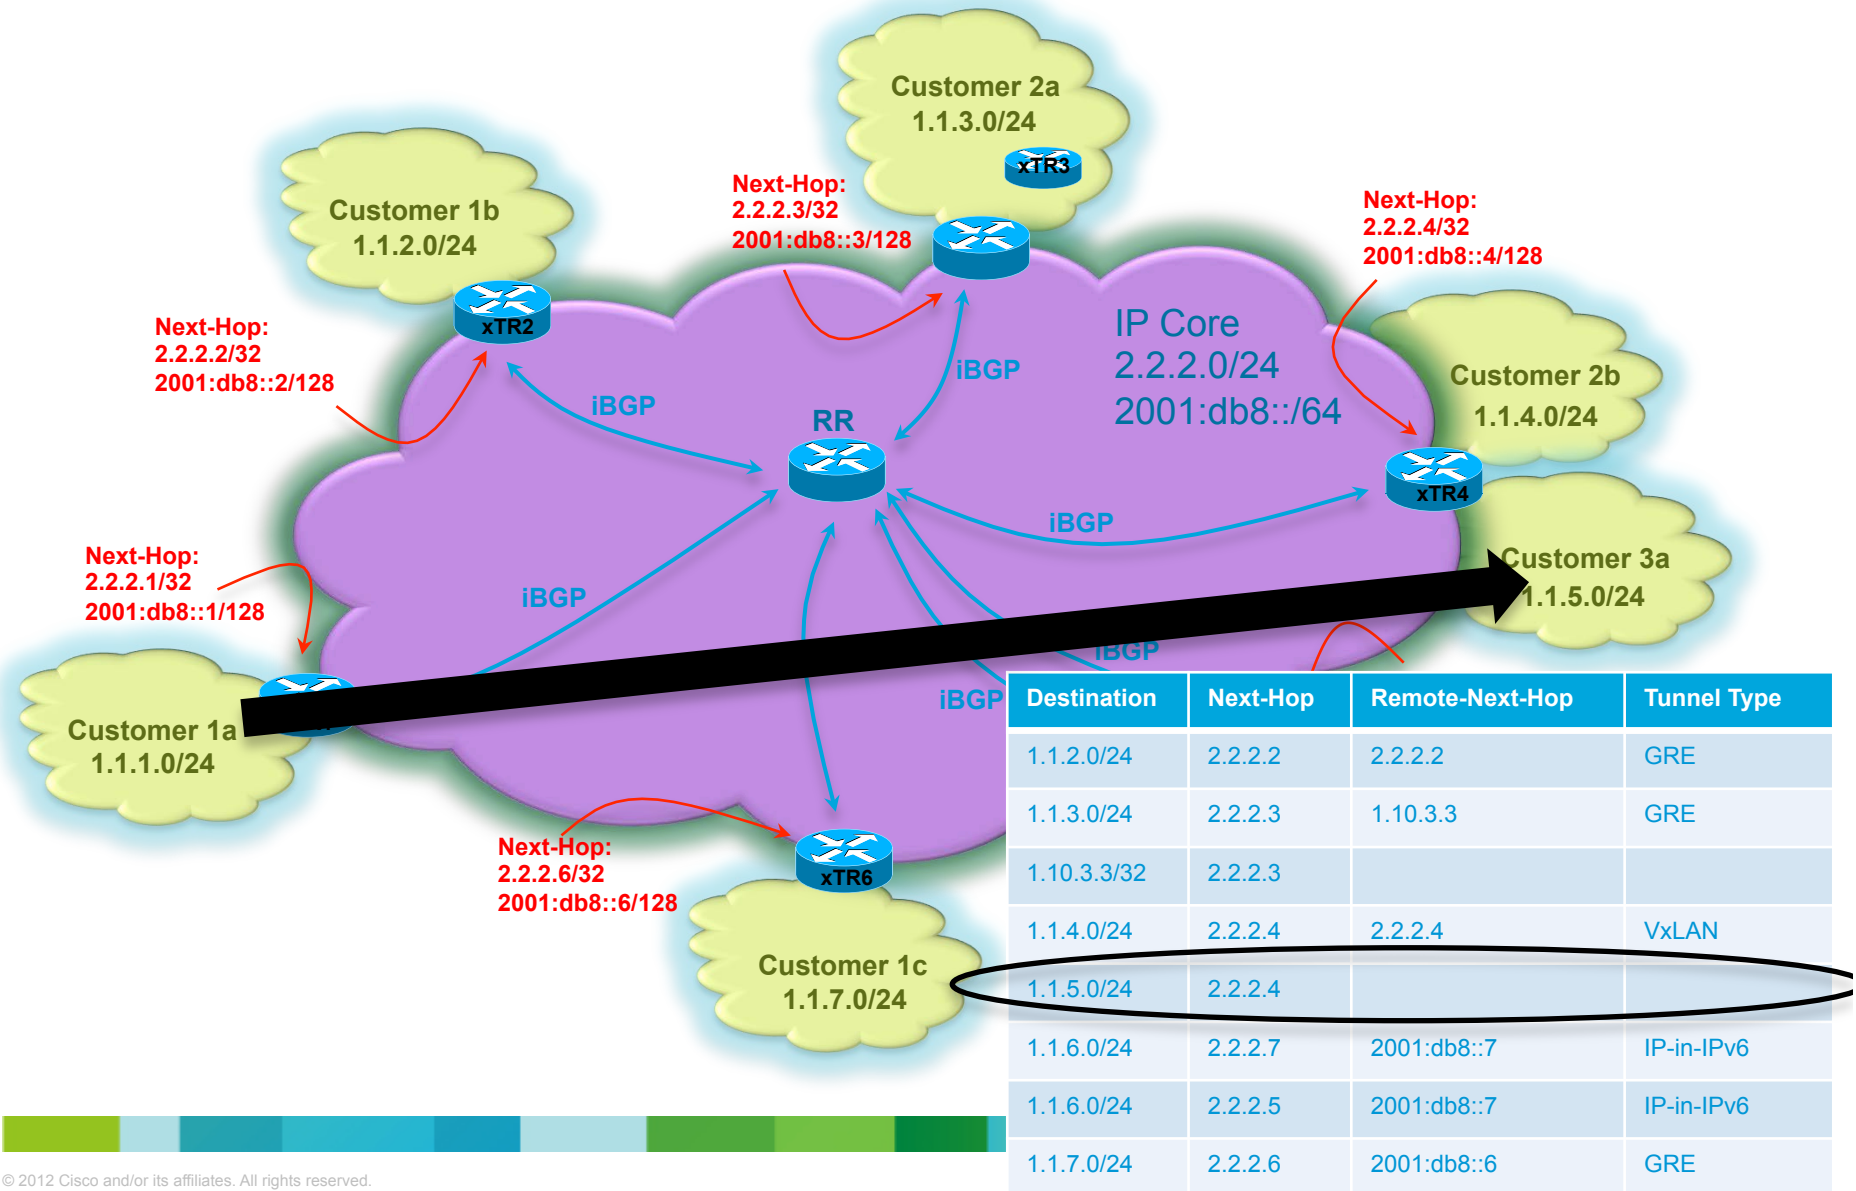 Customer 2a
1.1.3.0/24
xTR3
Customer 1b
1.1.2.0/24
xTR2
Next-Hop:
2.2.2.3/32
2001:db8::3/128
Next-Hop:
2.2.2.4/32
2001:db8::4/128
Next-Hop:
2.2.2.2/32
2001:db8::2/128
IP Core
2.2.2.0/24
2001:db8::/64
iBGP
iBGP
RR
Customer 2b
1.1.4.0/24
xTR4
iBGP
Customer 3a
1.1.5.0/24
Next-Hop:
2.2.2.1/32
2001:db8::1/128
iBGP
iBGP
iBGP
Customer 1a
1.1.1.0/24
Next-Hop:
2.2.2.6/32
2001:db8::6/128
xTR6
Customer 1c
1.1.7.0/24
Destination Next-Hop Remote-Next-Hop Tunnel Type
1.1.2.0/24 2.2.2.2 2.2.2.2 GRE
1.1.3.0/24 2.2.2.3 1.10.3.3 GRE
1.10.3.3/32 2.2.2.3
1.1.4.0/24 2.2.2.4 2.2.2.4 VxLAN
1.1.5.0/24 2.2.2.4
1.1.6.0/24 2.2.2.7 2001:db8::7 IP-in-IPv6
1.1.6.0/24 2.2.2.5 2001:db8::7 IP-in-IPv6
1.1.7.0/24 2.2.2.6 2001:db8::6 GRE
© 2012 Cisco and/or its affiliates. All rights reserved.